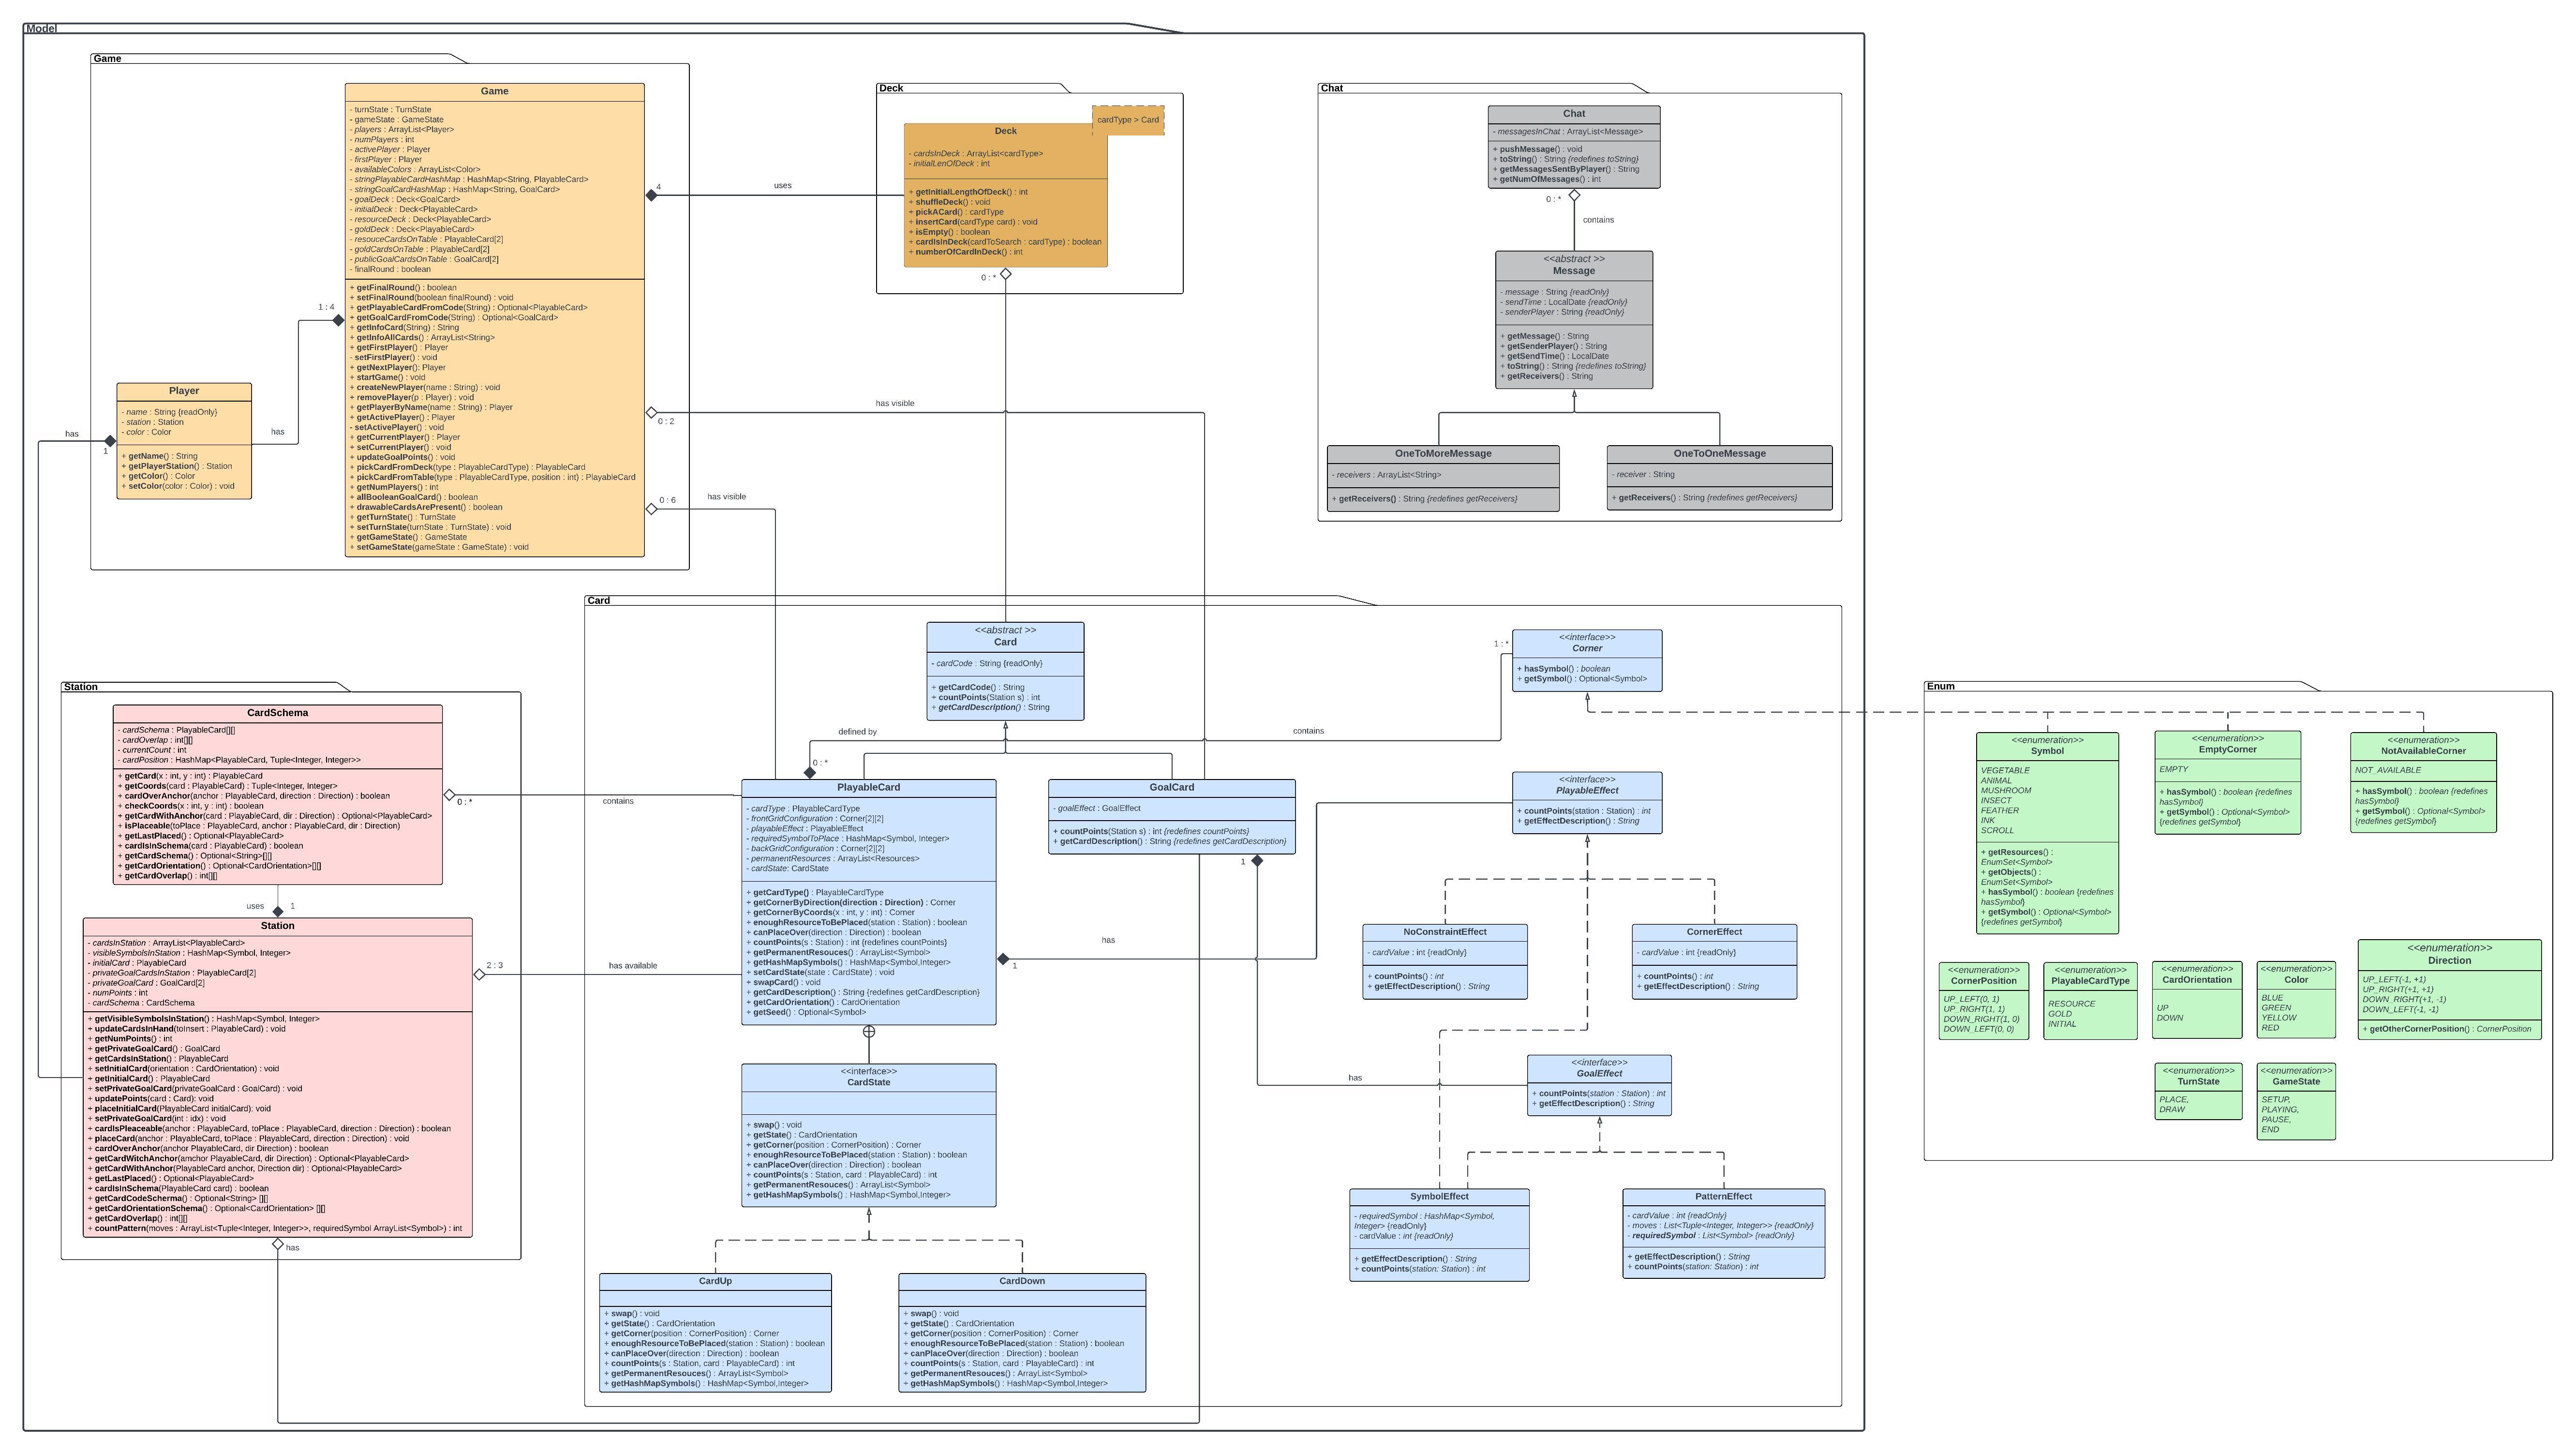 Model
Game
Game
- turnState : TurnState
- gameState : GameState
- players : ArrayList<Player>
- numPlayers : int
- activePlayer : Player
- firstPlayer : Player
- availableColors : ArrayList<Color>
- stringPlayableCardHashMap : HashMap<String, PlayableCard>
- stringGoalCardHashMap : HashMap<String, GoalCard>
- goalDeck : Deck<GoalCard>
- initialDeck : Deck<PlayableCard>
- resourceDeck : Deck<PlayableCard>
- goldDeck : Deck<PlayableCard>
- resouceCardsOnTable : PlayableCard[2]
- goldCardsOnTable : PlayableCard[2]
- publicGoalCardsOnTable : GoalCard[2]
- finalRound : boolean
+ getFinalRound() : boolean
+ setFinalRound(boolean finalRound) : void
+ getPlayableCardFromCode(String) : Optional<PlayableCard>
+ getGoalCardFromCode(String) : Optional<GoalCard>
+ getInfoCard(String) : String
+ getInfoAllCards() : ArrayList<String>
+ getFirstPlayer() : Player
- setFirstPlayer() : void
+ getNextPlayer(): Player
+ startGame() : void
+ createNewPlayer(name : String) : void
+ removePlayer(p : Player) : void
+ getPlayerByName(name : String) : Player
+ getActivePlayer() : Player
- setActivePlayer() : void
+ getCurrentPlayer() : Player
+ setCurrentPlayer() : void
+ updateGoalPoints() : void
+ pickCardFromDeck(type : PlayableCardType) : PlayableCard
+ pickCardFromTable(type : PlayableCardType, position : int) : PlayableCard
+ getNumPlayers() : int
+ allBooleanGoalCard() : boolean
+ drawableCardsArePresent() : boolean
+ getTurnState() : TurnState
+ setTurnState(turnState : TurnState) : void
+ getGameState() : GameState
+ setGameState(gameState : GameState) : void
1 : 4
has
Player
- name : String {readOnly}
- station : Station
- color : Color
+ getName() : String
+ getPlayerStation() : Station
+ getColor() : Color
+ setColor(color : Color) : void
has
1
4
uses
0 : 2
has visible
0 : 6
has visible
Deck
cardType > Card
Deck
- cardsInDeck : ArrayList<cardType>
- initialLenOfDeck : int
+ getInitialLengthOfDeck() : int
+ shuffleDeck() : void
+ pickACard() : cardType
+ insertCard(cardType card) : void
+ isEmpty() : boolean
+ cardIsInDeck(cardToSearch : cardType) : boolean
+ numberOfCardInDeck() : int
0 : *
Chat
Chat
- messagesInChat : ArrayList<Message>
+ pushMessage() : void
+ toString() : String {redefines toString}
+ getMessagesSentByPlayer() : String
+ getNumOfMessages() : int
0 : *
contains
<<abstract >>
Message
- message : String {readOnly}
- sendTime : LocalDate {readOnly}
- senderPlayer : String {readOnly}
+ getMessage() : String
+ getSenderPlayer() : String
+ getSendTime() : LocalDate
+ toString() : String {redefines toString}
+ getReceivers() : String
OneToMoreMessage
- receivers : ArrayList<String>
+ getReceivers() : String {redefines getReceivers}
OneToOneMessage
- receiver : String
+ getReceivers() : String {redefines getReceivers}
Station
CardSchema
- cardSchema : PlayableCard[][]
- cardOverlap : int[][]
- currentCount : int
- cardPosition : HashMap<PlayableCard, Tuple<Integer, Integer>>
+ getCard(x : int, y : int) : PlayableCard
+ getCoords(card : PlayableCard) : Tuple<Integer, Integer>
+ cardOverAnchor(anchor : PlayableCard, direction : Direction) : boolean
+ checkCoords(x : int, y : int) : boolean
+ getCardWithAnchor(card : PlayableCard, dir : Direction) : Optional<PlayableCard>
+ isPlaceable(toPlace : PlayableCard, anchor : PlayableCard, dir : Direction)
+ getLastPlaced() : Optional<PlayableCard>
+ cardIsInSchema(card : PlayableCard) : boolean
+ getCardSchema() : Optional<String>[][]
+ getCardOrientation() : Optional<CardOrientation>[][]
+ getCardOverlap() : int[][]
0 : *
contains
uses
1
Station
- cardsInStation : ArrayList<PlayableCard>
- visibleSymbolsInStation : HashMap<Symbol, Integer>
- initialCard : PlayableCard
- privateGoalCardsInStation : PlayableCard[2]
- privateGoalCard : GoalCard[2]
- numPoints : int
- cardSchema : CardSchema
+ getVisibleSymbolsInStation() : HashMap<Symbol, Integer>
+ updateCardsInHand(toInsert : PlayableCard) : void
+ getNumPoints() : int
+ getPrivateGoalCard() : GoalCard
+ getCardsInStation() : PlayableCard
+ setInitialCard(orientation : CardOrientation) : void
+ getInitialCard() : PlayableCard
+ setPrivateGoalCard(privateGoalCard : GoalCard) : void
+ updatePoints(card : Card): void
+ placeInitialCard(PlayableCard initialCard): void
+ setPrivateGoalCard(int : idx) : void
+ cardIsPleaceable(anchor : PlayableCard, toPlace : PlayableCard, direction : Direction) : boolean
+ placeCard(anchor : PlayableCard, toPlace : PlayableCard, direction : Direction) : void
+ cardOverAnchor(anchor PlayableCard, dir Direction) : boolean
+ getCardWitchAnchor(amchor PlayableCard, dir Direction) : Optional<PlayableCard>
+ getCardWithAnchor(PlayableCard anchor, Direction dir) : Optional<PlayableCard>
+ getLastPlaced() : Optional<PlayableCard>
+ cardIsInSchema(PlayableCard card) : boolean
+ getCardCodeScherma() : Optional<String> [][]
+ getCardOrientationSchema() : Optional<CardOrientation> [][]
+ getCardOverlap() : int[][]
+ countPattern(moves : ArrayList<Tuple<Integer, Integer>>, requiredSymbol ArrayList<Symbol>) : int
2 : 3
has available
has
Card
<<abstract >>
Card
- cardCode : String {readOnly}
+ getCardCode() : String
+ countPoints(Station s) : int
+ getCardDescription() : String
defined by
contains
1 : *
0 : *
PlayableCard
- cardType : PlayableCardType
- frontGridConfiguration : Corner[2][2]
- playableEffect : PlayableEffect
- requiredSymbolToPlace : HashMap<Symbol, Integer>
- backGridConfiguration : Corner[2][2]
- permanentResources : ArrayList<Resources>
- cardState: CardState
+ getCardType() : PlayableCardType
+ getCornerByDirection(direction : Direction) : Corner
+ getCornerByCoords(x : int, y : int) : Corner
+ enoughResourceToBePlaced(station : Station) : boolean
+ canPlaceOver(direction : Direction) : boolean
+ countPoints(s : Station) : int {redefines countPoints}
+ getPermanentResouces() : ArrayList<Symbol>
+ getHashMapSymbols() : HashMap<Symbol,Integer>
+ setCardState(state : CardState) : void
+ swapCard() : void
+ getCardDescription() : String {redefines getCardDescription}
+ getCardOrientation() : CardOrientation
+ getSeed() : Optional<Symbol>
GoalCard
- goalEffect : GoalEffect
+ countPoints(Station s) : int {redefines countPoints}
+ getCardDescription() : String {redefines getCardDescription}
1
has
1
has
<<interface>>
CardState
+ swap() : void
+ getState() : CardOrientation
+ getCorner(position : CornerPosition) : Corner
+ enoughResourceToBePlaced(station : Station) : boolean
+ canPlaceOver(direction : Direction) : boolean
+ countPoints(s : Station, card : PlayableCard) : int
+ getPermanentResouces() : ArrayList<Symbol>
+ getHashMapSymbols() : HashMap<Symbol,Integer>
CardUp
+ swap() : void
+ getState() : CardOrientation
+ getCorner(position : CornerPosition) : Corner
+ enoughResourceToBePlaced(station : Station) : boolean
+ canPlaceOver(direction : Direction) : boolean
+ countPoints(s : Station, card : PlayableCard) : int
+ getPermanentResouces() : ArrayList<Symbol>
+ getHashMapSymbols() : HashMap<Symbol,Integer>
CardDown
+ swap() : void
+ getState() : CardOrientation
+ getCorner(position : CornerPosition) : Corner
+ enoughResourceToBePlaced(station : Station) : boolean
+ canPlaceOver(direction : Direction) : boolean
+ countPoints(s : Station, card : PlayableCard) : int
+ getPermanentResouces() : ArrayList<Symbol>
+ getHashMapSymbols() : HashMap<Symbol,Integer>
<<interface>>
Corner
+ hasSymbol() : boolean
+ getSymbol() : Optional<Symbol>
<<interface>>
PlayableEffect
+ countPoints(station : Station) : int
+ getEffectDescription() : String
NoConstraintEffect
- cardValue : int {readOnly}
+ countPoints() : int
+ getEffectDescription() : String
CornerEffect
- cardValue : int {readOnly}
+ countPoints() : int
+ getEffectDescription() : String
<<interface>>
GoalEffect
+ countPoints(station : Station) : int
+ getEffectDescription() : String
SymbolEffect
- requiredSymbol : HashMap<Symbol,
Integer> {readOnly}
- cardValue : int {readOnly}
+ getEffectDescription() : String
+ countPoints(station: Station) : int
PatternEffect
- cardValue : int {readOnly}
- moves : List<Tuple<Integer, Integer>> {readOnly}
- requiredSymbol : List<Symbol> {readOnly}
+ getEffectDescription() : String
+ countPoints(station: Station) : int
Enum
<<enumeration>>
Symbol
VEGETABLE
ANIMAL
MUSHROOM
INSECT
FEATHER
INK
SCROLL
+ getResources() :
EnumSet<Symbol>
+ getObjects() :
EnumSet<Symbol>
+ hasSymbol() : boolean {redefines
hasSymbol}
+ getSymbol() : Optional<Symbol>
{redefines getSymbol}
<<enumeration>>
EmptyCorner
EMPTY
+ hasSymbol() : boolean {redefines
hasSymbol}
+ getSymbol() : Optional<Symbol>
{redefines getSymbol}
<<enumeration>>
NotAvailableCorner
NOT_AVAILABLE
+ hasSymbol() : boolean {redefines
hasSymbol}
+ getSymbol() : Optional<Symbol>
{redefines getSymbol}
<<enumeration>>
CornerPosition
UP_LEFT(0, 1)
UP_RIGHT(1, 1)
DOWN_RIGHT(1, 0)
DOWN_LEFT(0, 0)
<<enumeration>>
PlayableCardType
RESOURCE
GOLD
INITIAL
<<enumeration>>
CardOrientation
UP
DOWN
<<enumeration>>
Color
BLUE
GREEN
YELLOW
RED
<<enumeration>>
Direction
UP_LEFT(-1, +1)
UP_RIGHT(+1, +1)
DOWN_RIGHT(+1, -1)
DOWN_LEFT(-1, -1)
+ getOtherCornerPosition() : CornerPosition
<<enumeration>>
TurnState
PLACE,
DRAW
<<enumeration>>
GameState
SETUP,
PLAYING,
PAUSE,
END